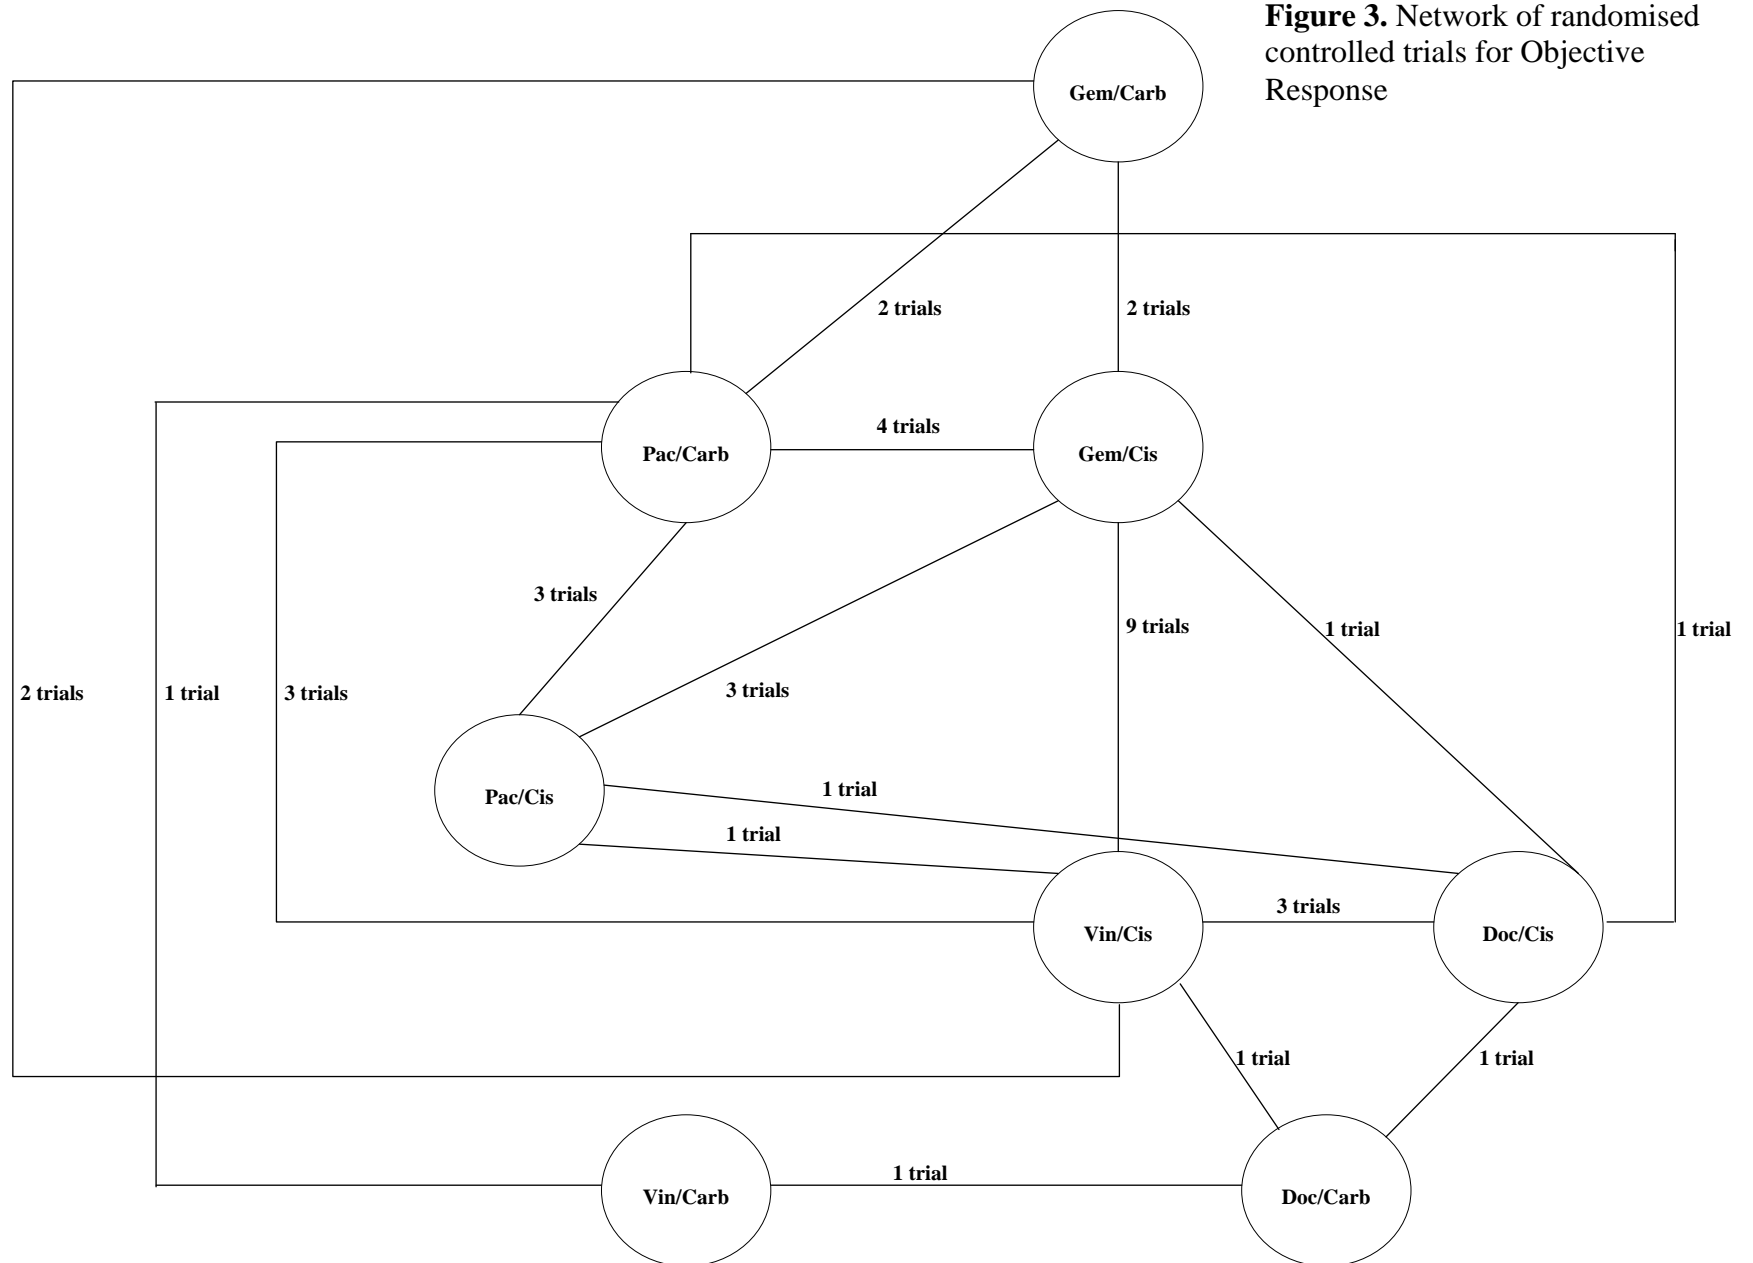 Figure 3. Network of randomised
controlled trials for Objective
Response
Gem/Carb
2 trials
2 trials
4 trials
Pac/Carb
Gem/Cis
3 trials
9 trials
1 trial
1 trial
2 trials
1 trial
3 trials
3 trials
1 trial
Pac/Cis
1 trial
3 trials
Vin/Cis
Doc/Cis
1 trial
1 trial
1 trial
Vin/Carb
Doc/Carb